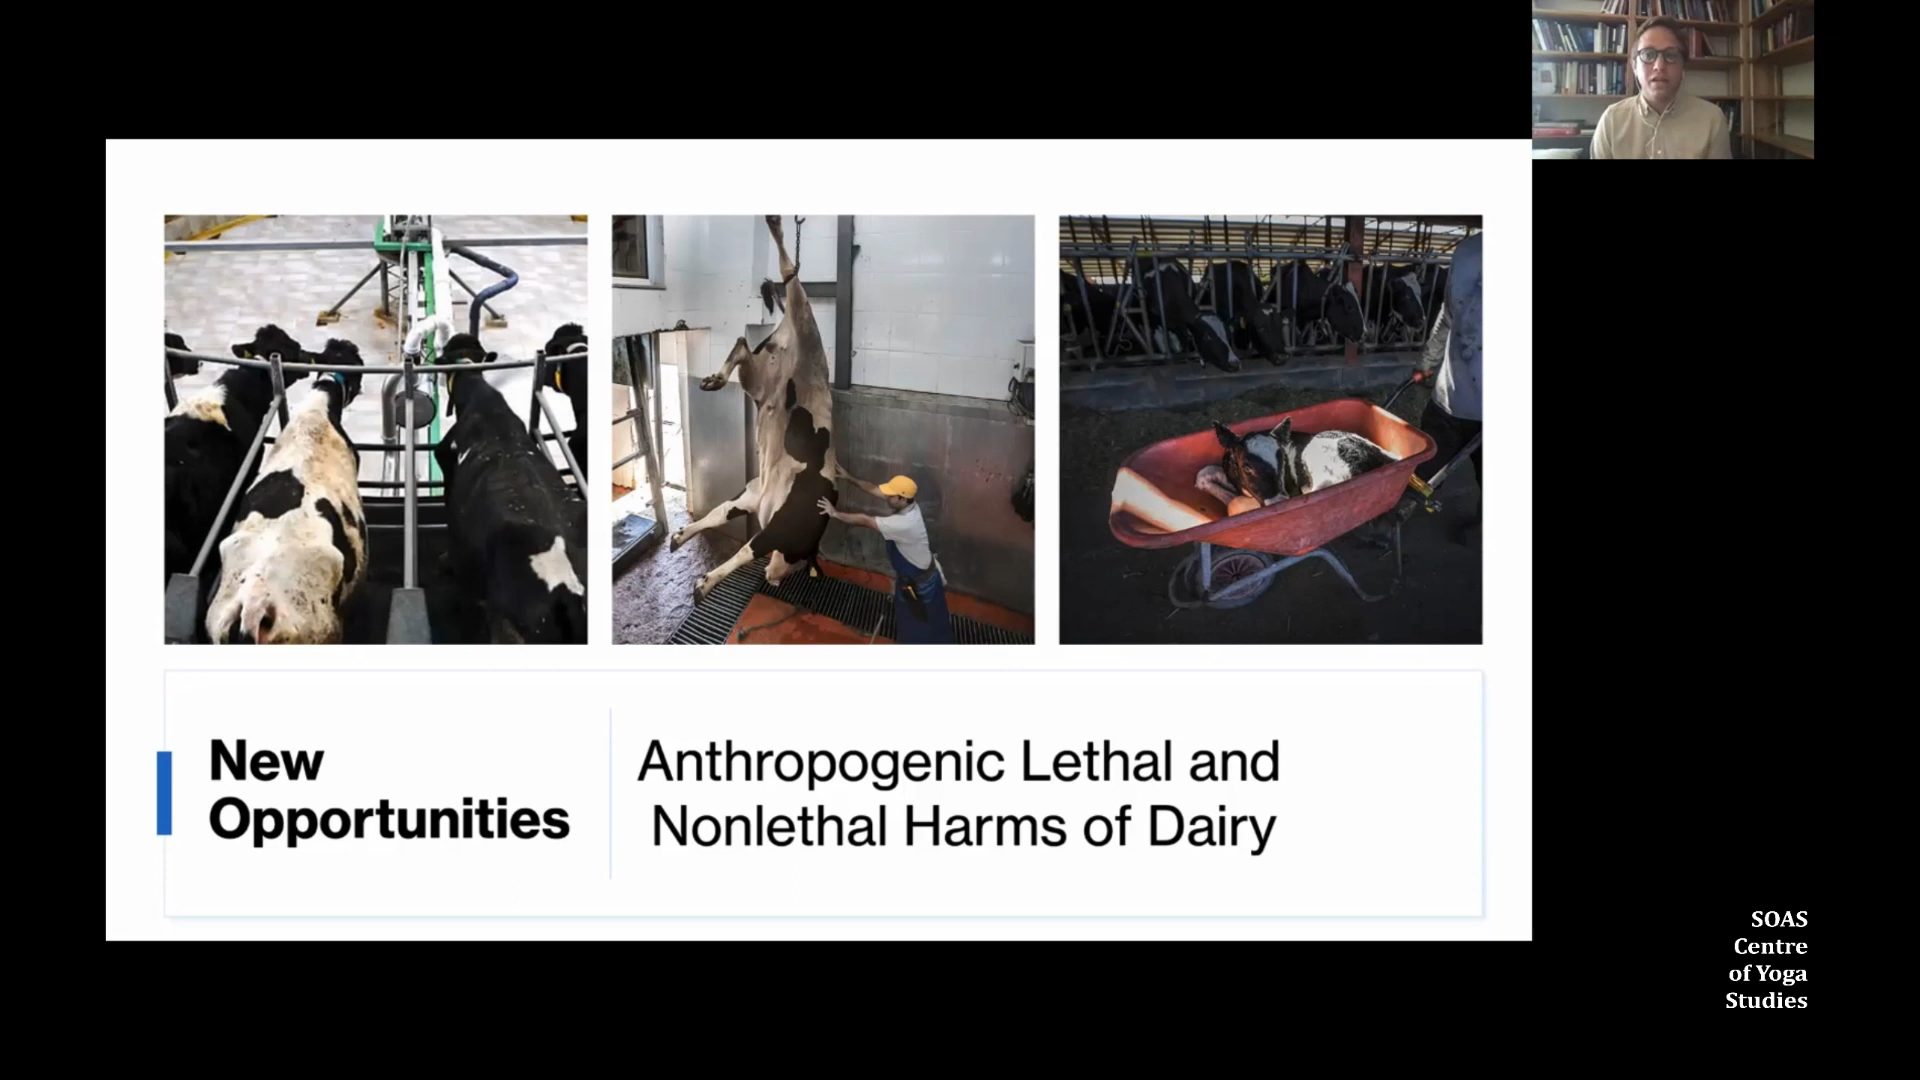 New
Opportunities
Anthropogenic Lethal and
Nonlethal Harms of Dairy
SOAS
Centre
of Yoga
Studies